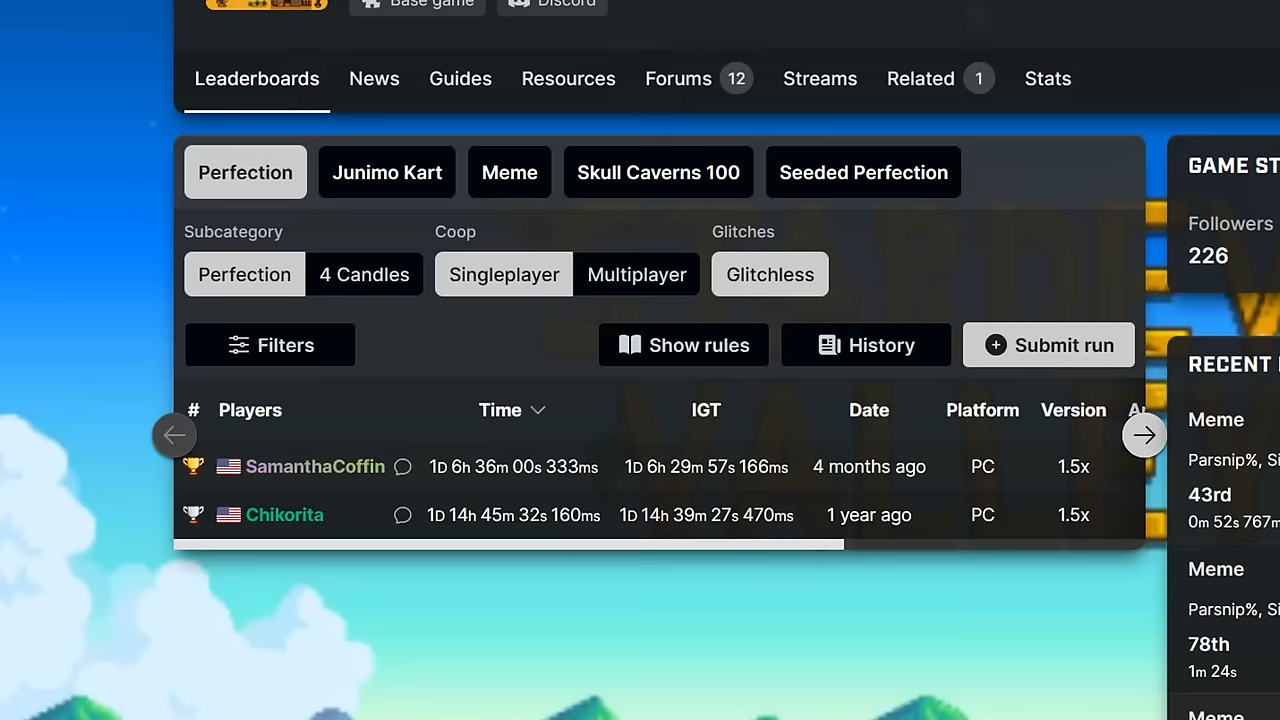 Base game Discord
Leaderboards News Guides Resources Forums 12 Streams Related 1 Stats
Perfection Junimo Kart Meme Skull Caverns 100 Seeded Perfection
Subcategory Coop Glitches
Perfection 4 Candles Singleplayer Multiplayer Glitchless
Filters Show rules History Submit run
# Players Time IGT Date Platform Version
SamanthaCoffin 1D 6h 36m 00s 333ms 1D 6h 29m 57s 166ms 4 months ago PC 1.5x
Chikorita 1D 14h 45m 32s 160ms 1D 14h 39m 27s 470ms 1 year ago PC 1.5x
GAME ST
Followers
226
RECENT
Meme
Parsnip%, Si
43rd
0m 52s 767m
Meme
Parsnip%, Si
78th
1m 24s
Meme